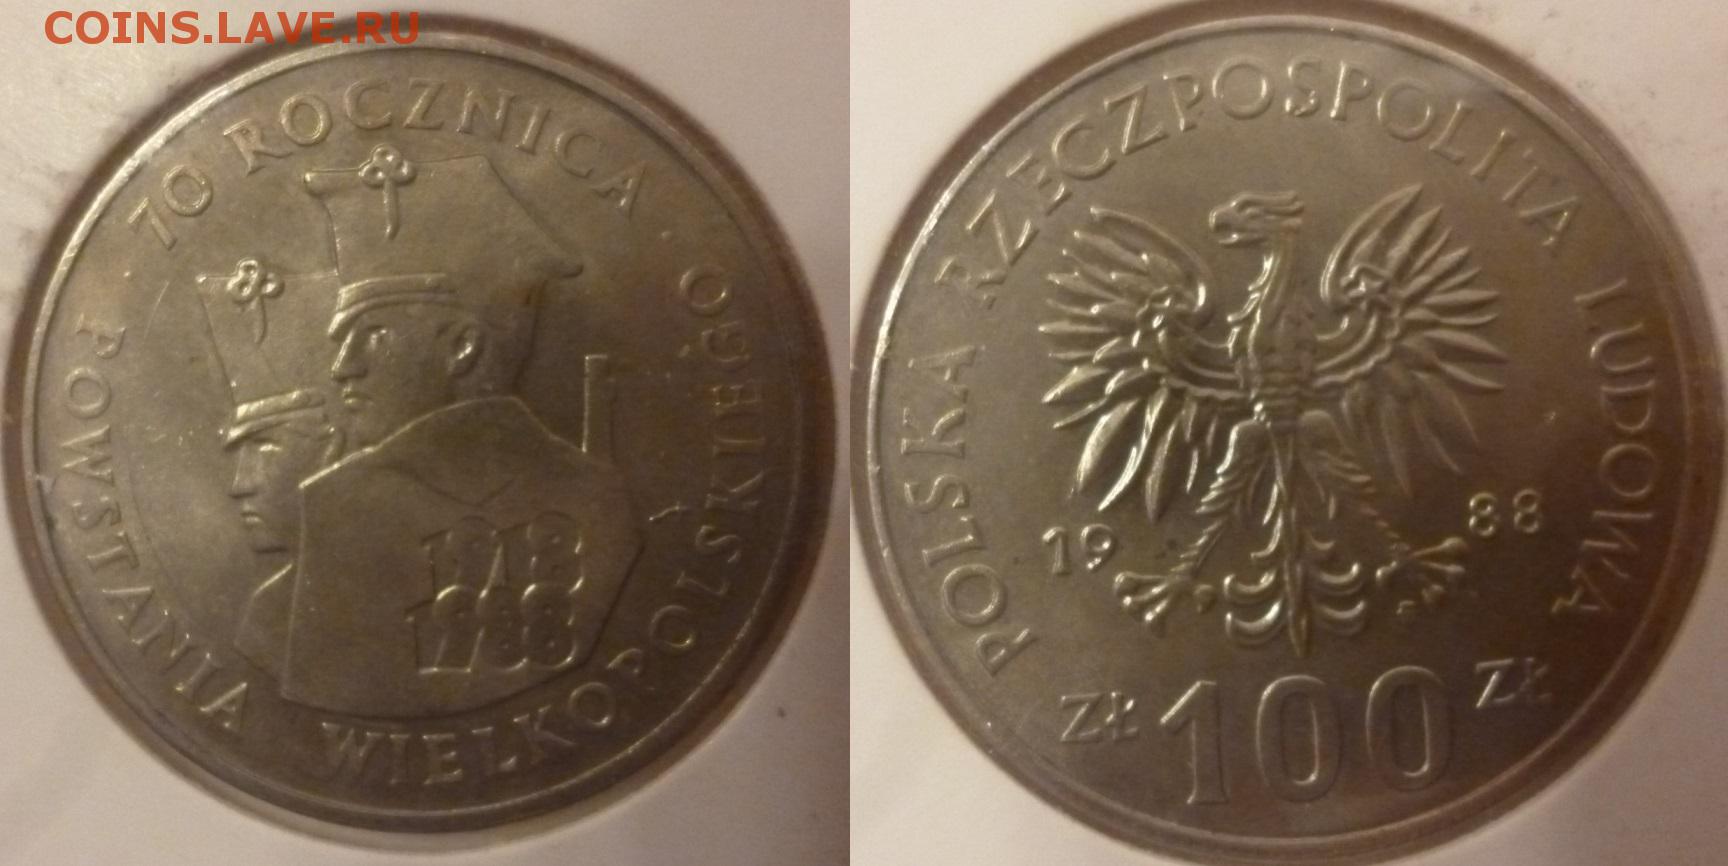 COINS.LAVE.RU
70 ROCZNICA
POWSTANIA WIELKOPOLSKIEGO
1918
1988
POLSKA RZECZPOSPOLITA LUDOWA
19 88
ZŁ 100 ZŁ